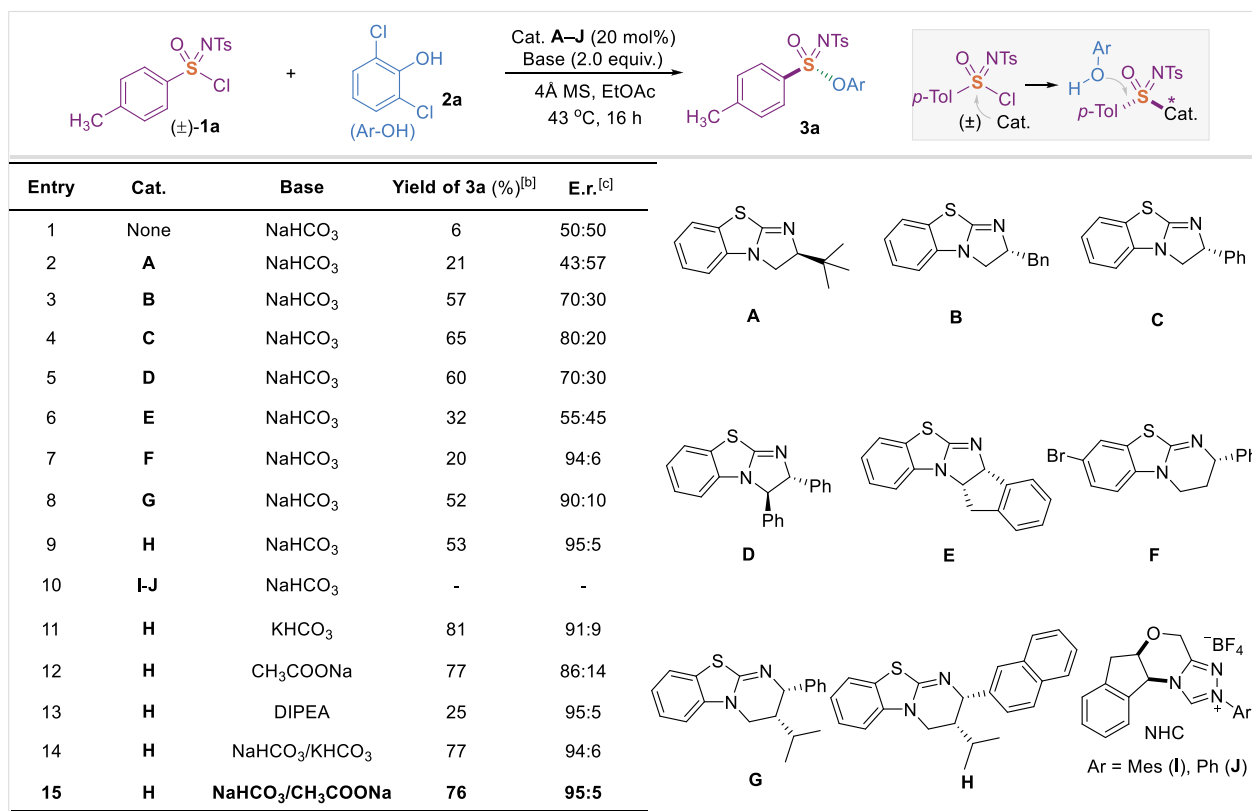 O NTs
S
Cl
H3C
(±)-1a
+
Cl
OH
Cl
2a
(Ar-OH)
Cat. A–J (20 mol%)
Base (2.0 equiv.)
4Å MS, EtOAc
43 °C, 16 h
O NTs
S
OAr
H3C
3a
O NTs
S
p-Tol Cl
(±) Cat.
Ar
H O
O NTs
S
p-Tol *
Cat.
Entry Cat. Base Yield of 3a (%)[b] E.r.[c]
1 None NaHCO3 6 50:50
2 A NaHCO3 21 43:57
3 B NaHCO3 57 70:30
4 C NaHCO3 65 80:20
5 D NaHCO3 60 70:30
6 E NaHCO3 32 55:45
7 F NaHCO3 20 94:6
8 G NaHCO3 52 90:10
9 H NaHCO3 53 95:5
10 I-J NaHCO3 - -
11 H KHCO3 81 91:9
12 H CH3COONa 77 86:14
13 H DIPEA 25 95:5
14 H NaHCO3/KHCO3 77 94:6
15 H NaHCO3/CH3COONa 76 95:5
S N
N
A
S N
N Bn
B
S N
N Ph
C
S N
N Ph
Ph
D
S N
N
E
Br S N Ph
N
F
S N Ph
N
G
S N
N
H
O −BF4
N N
N+
Ar
NHC
Ar = Mes (I), Ph (J)